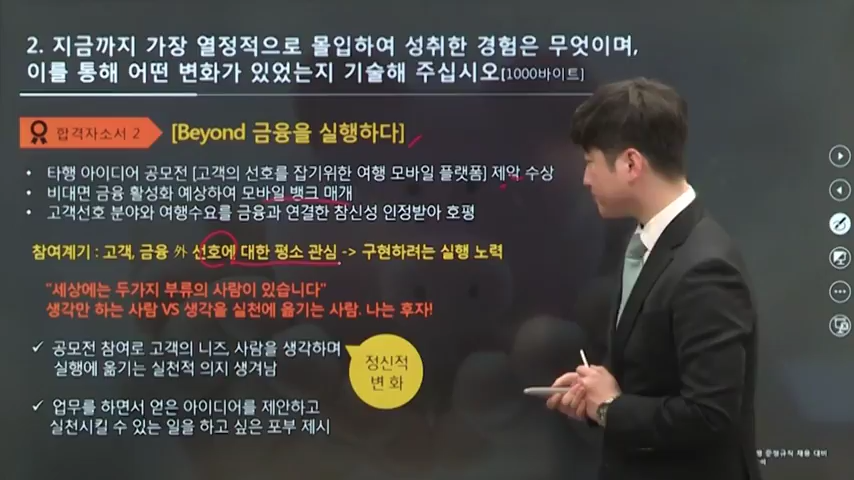 2. 지금까지 가장 열정적으로 몰입하여 성취한 경험은 무엇이며,
이를 통해 어떤 변화가 있었는지 기술해 주십시오[1000바이트]
합격자소서 2
[Beyond 금융을 실행하다]
• 타행 아이디어 공모전 [고객의 선호를 잡기위한 여행 모바일 플랫폼] 제안 수상
• 비대면 금융 활성화 예상하여 모바일 뱅크 매개
• 고객선호 분야와 여행수요를 금융과 연결한 참신성 인정받아 호평
참여계기 : 고객, 금융 外 선호에 대한 평소 관심 -> 구현하려는 실행 노력
"세상에는 두가지 부류의 사람이 있습니다"
생각만 하는 사람 VS 생각을 실천에 옮기는 사람. 나는 후자!
✓ 공모전 참여로 고객의 니즈, 사람을 생각하며
실행에 옮기는 실천적 의지 생겨남
정신적
변 화
✓ 업무를 하면서 얻은 아이디어를 제안하고
실천시킬 수 있는 일을 하고 싶은 포부 제시
준정규직 채용 대비